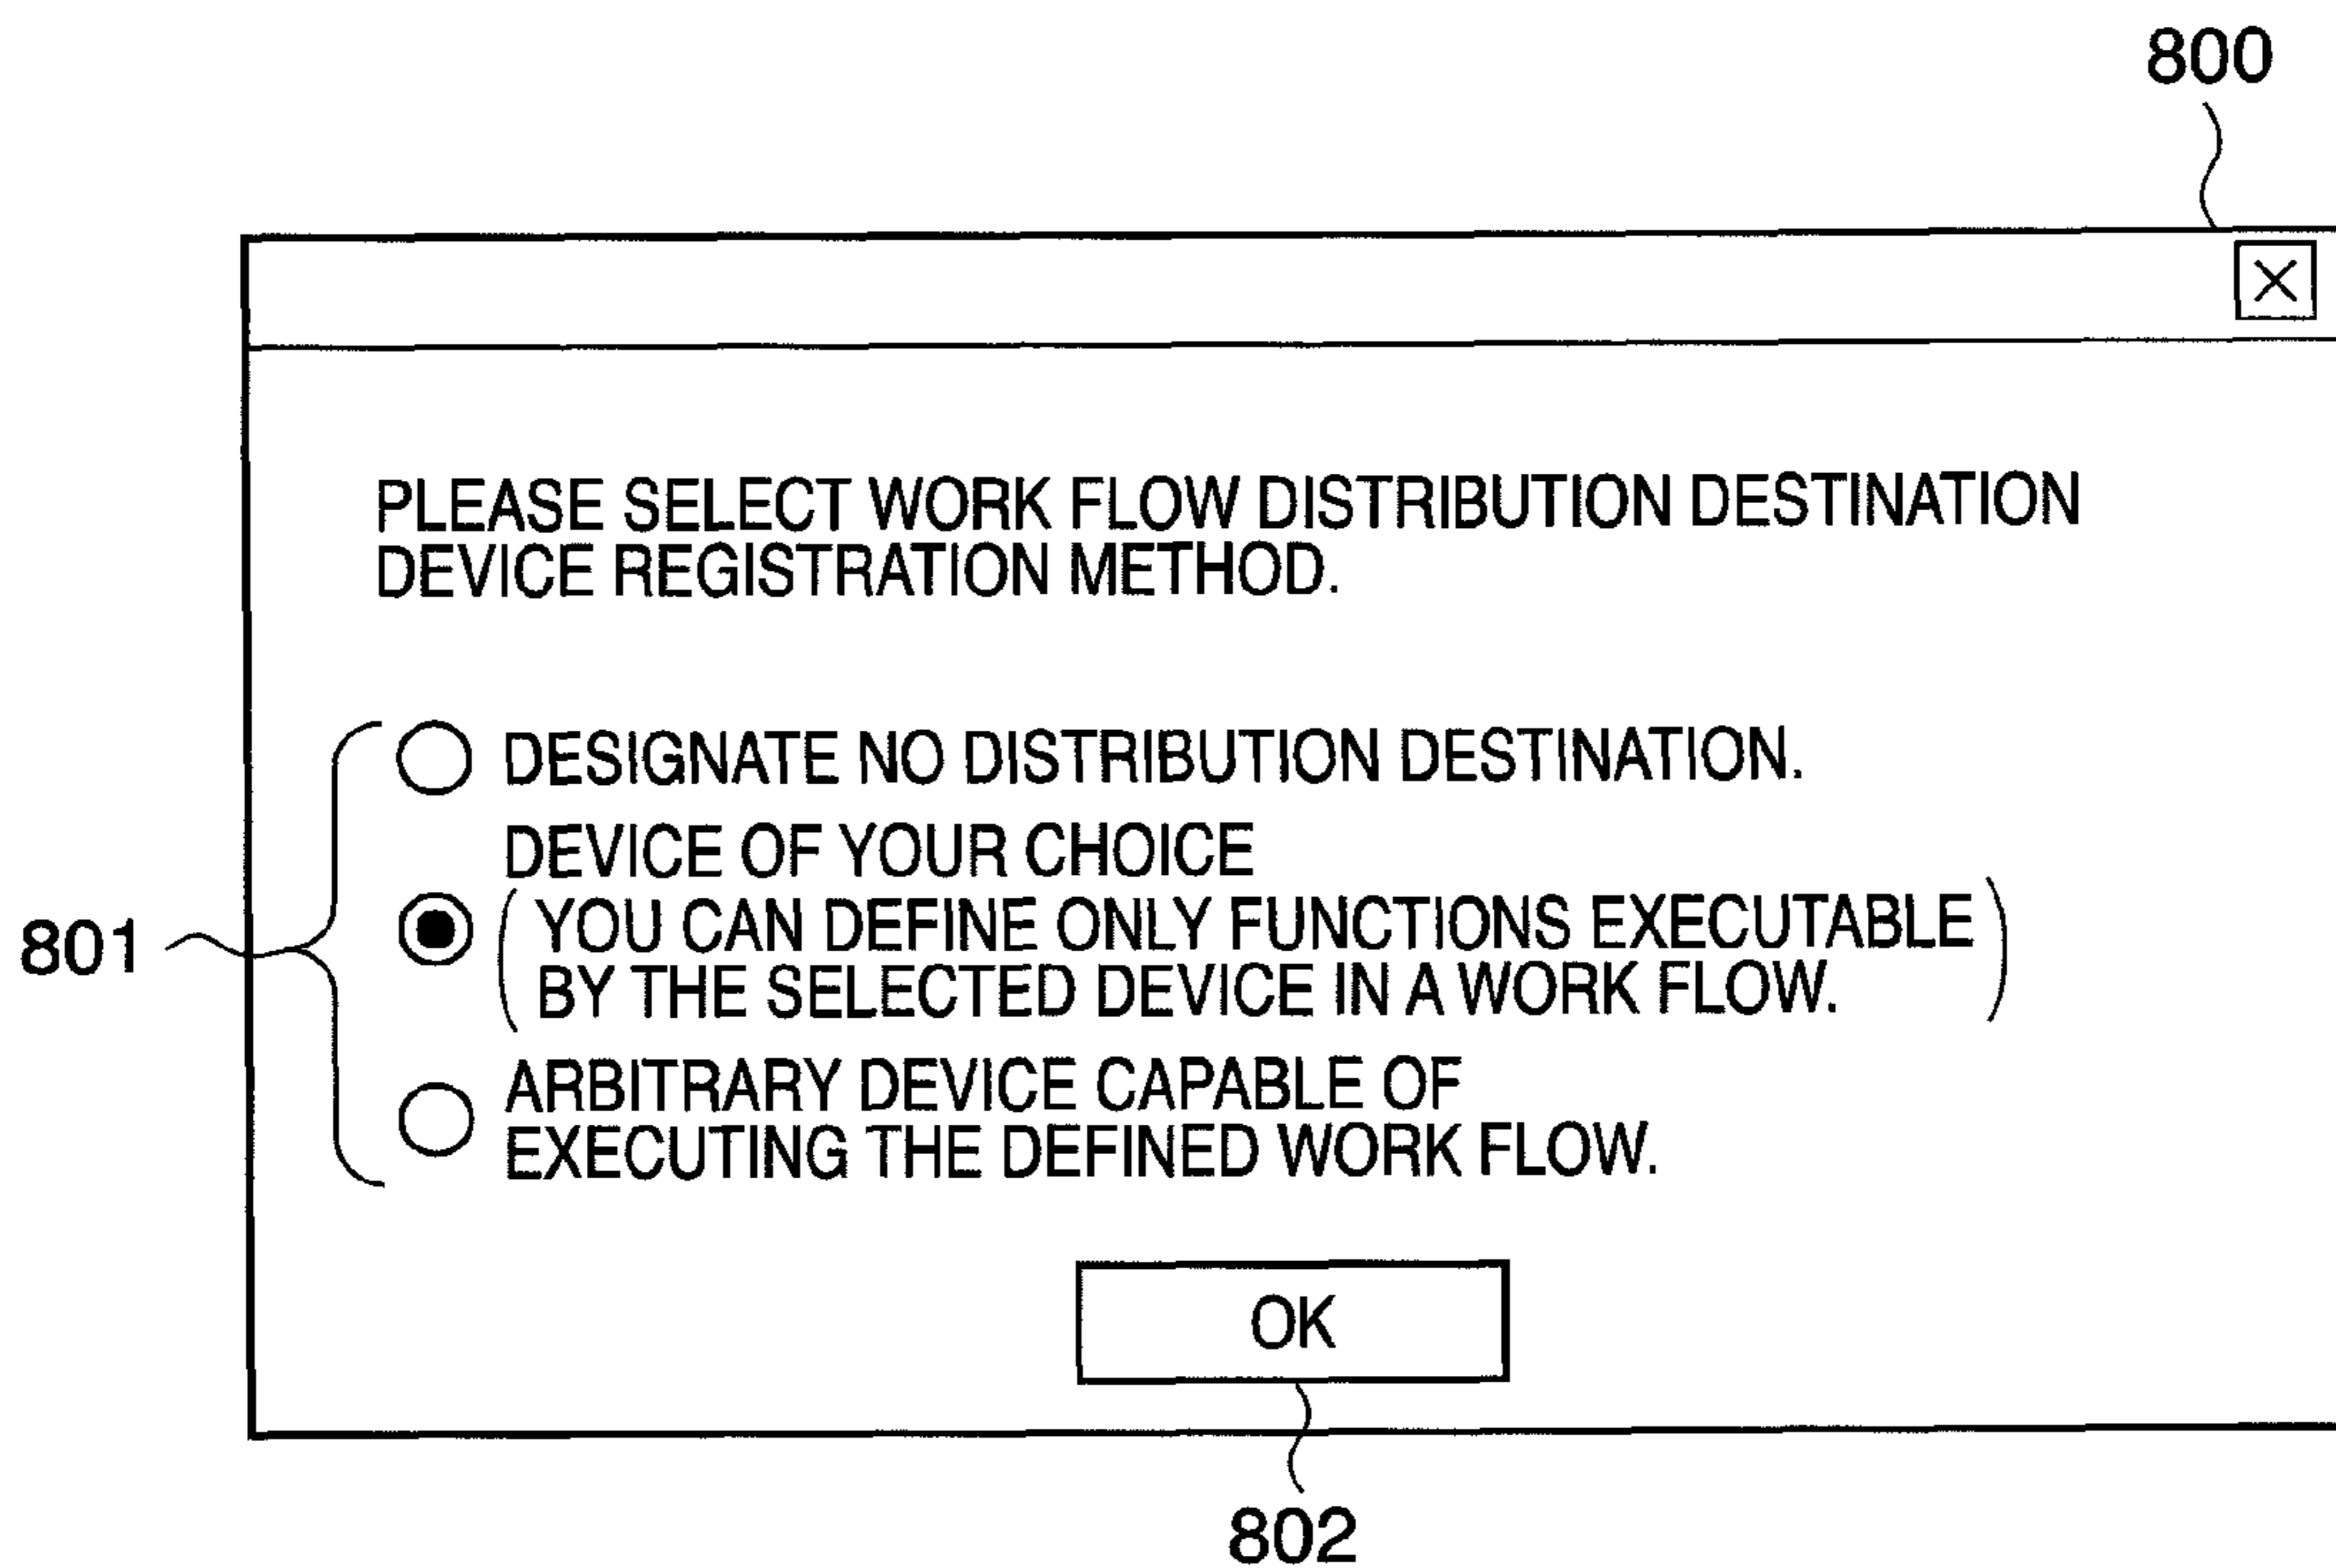 800
PLEASE SELECT WORK FLOW DISTRIBUTION DESTINATION
DEVICE REGISTRATION METHOD.
DESIGNATE NO DISTRIBUTION DESTINATION.
DEVICE OF YOUR CHOICE
(YOU CAN DEFINE ONLY FUNCTIONS EXECUTABLE
BY THE SELECTED DEVICE IN A WORK FLOW.)
801
ARBITRARY DEVICE CAPABLE OF
EXECUTING THE DEFINED WORK FLOW.
OK
802